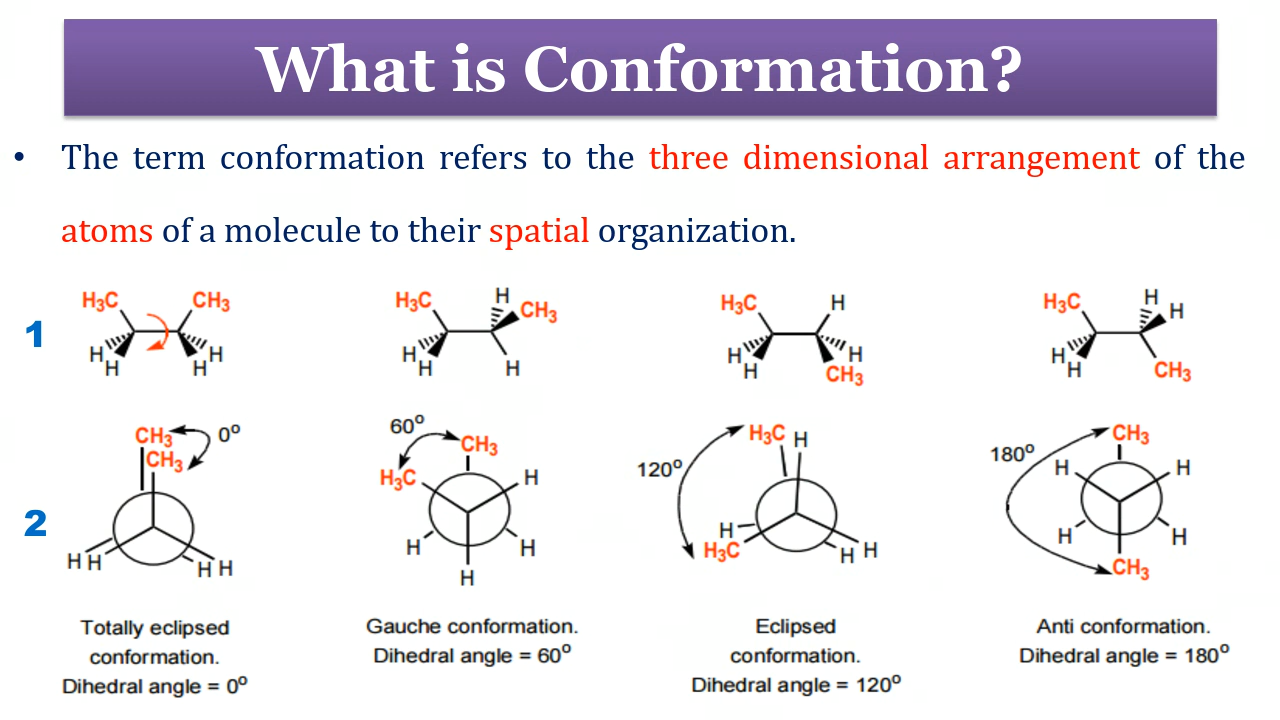 What is Conformation?
• The term conformation refers to the three dimensional arrangement of the
atoms of a molecule to their spatial organization.
1
H₃C CH₃
H H H H
H₃C H CH₃
H H H
H₃C H
H H H CH₃
H₃C H H
H H CH₃
2
CH₃ 0º
CH₃
H H H H
60º CH₃
H₃C H
H H
H
H₃C H
120º
H
H₃C H H
CH₃
180º H H
H H
CH₃
Totally eclipsed
conformation.
Dihedral angle = 0º
Gauche conformation.
Dihedral angle = 60º
Eclipsed
conformation.
Dihedral angle = 120º
Anti conformation.
Dihedral angle = 180º